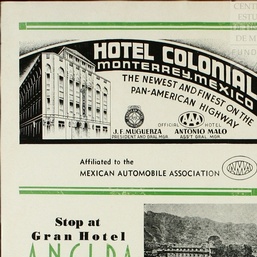 HOTEL COLONIAL
MONTERREY, MEXICO
THE NEWEST AND FINEST ON THE
PAN-AMERICAN HIGHWAY
OFFICIAL AAA HOTEL
J. F. MUGUERZA
PRESIDENT AND GRAL. MGR.
ANTONIO MALO
ASS'T GRAL. MGR.
Affiliated to the
MEXICAN AUTOMOBILE ASSOCIATION
Stop at
Gran Hotel